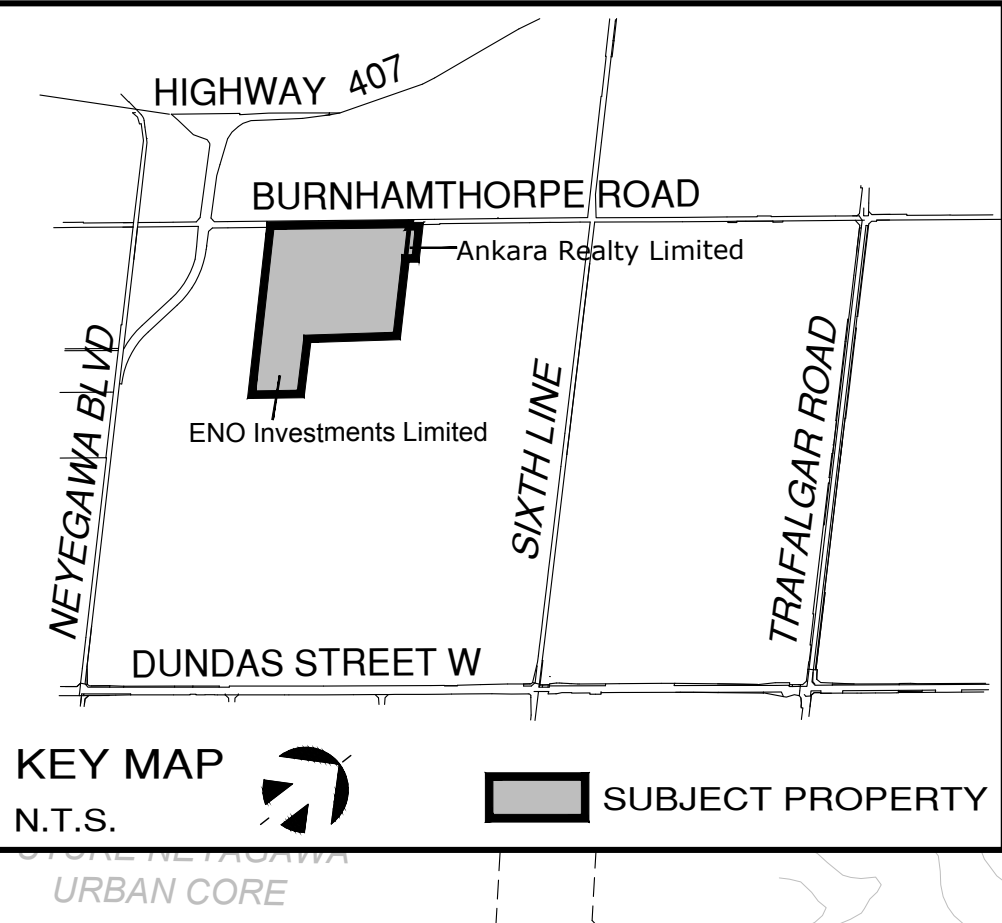 HIGHWAY 407
BURNHAMTHORPE ROAD
Ankara Realty Limited
ENO Investments Limited
NEYEGAWA BLVD
SIXTH LINE
TRAFALGAR ROAD
DUNDAS STREET W
KEY MAP
N.T.S.
SUBJECT PROPERTY
NEYAGAWA
URBAN CORE